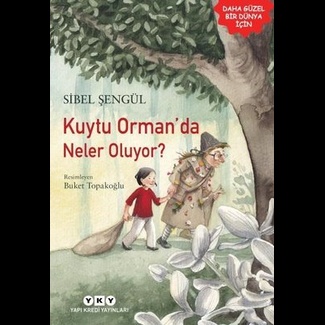 DAHA GÜZEL
BİR DÜNYA
İÇİN
SİBEL ŞENGÜL
Kuytu Orman'da
Neler Oluyor?
Resimleyen
Buket Topakoğlu
YKY
YAPI KREDİ YAYINLARI